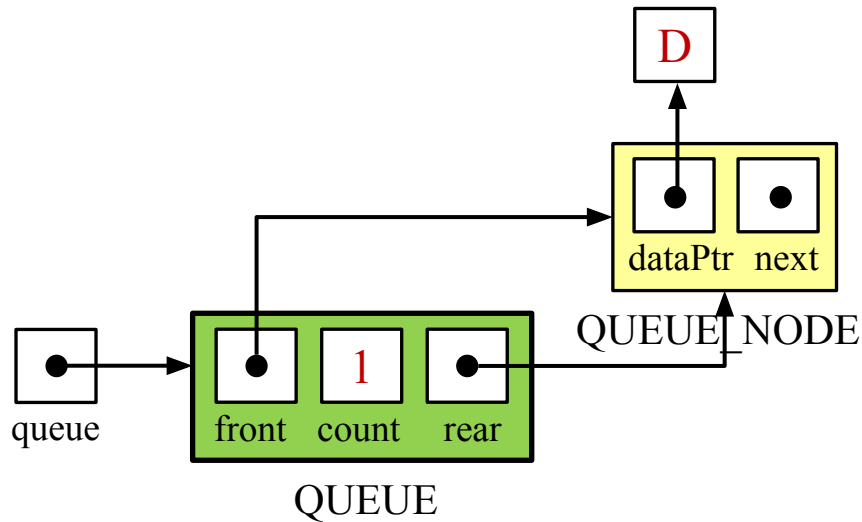 D
dataPtr next
QUEUE_NODE
1
queue
front count rear
QUEUE